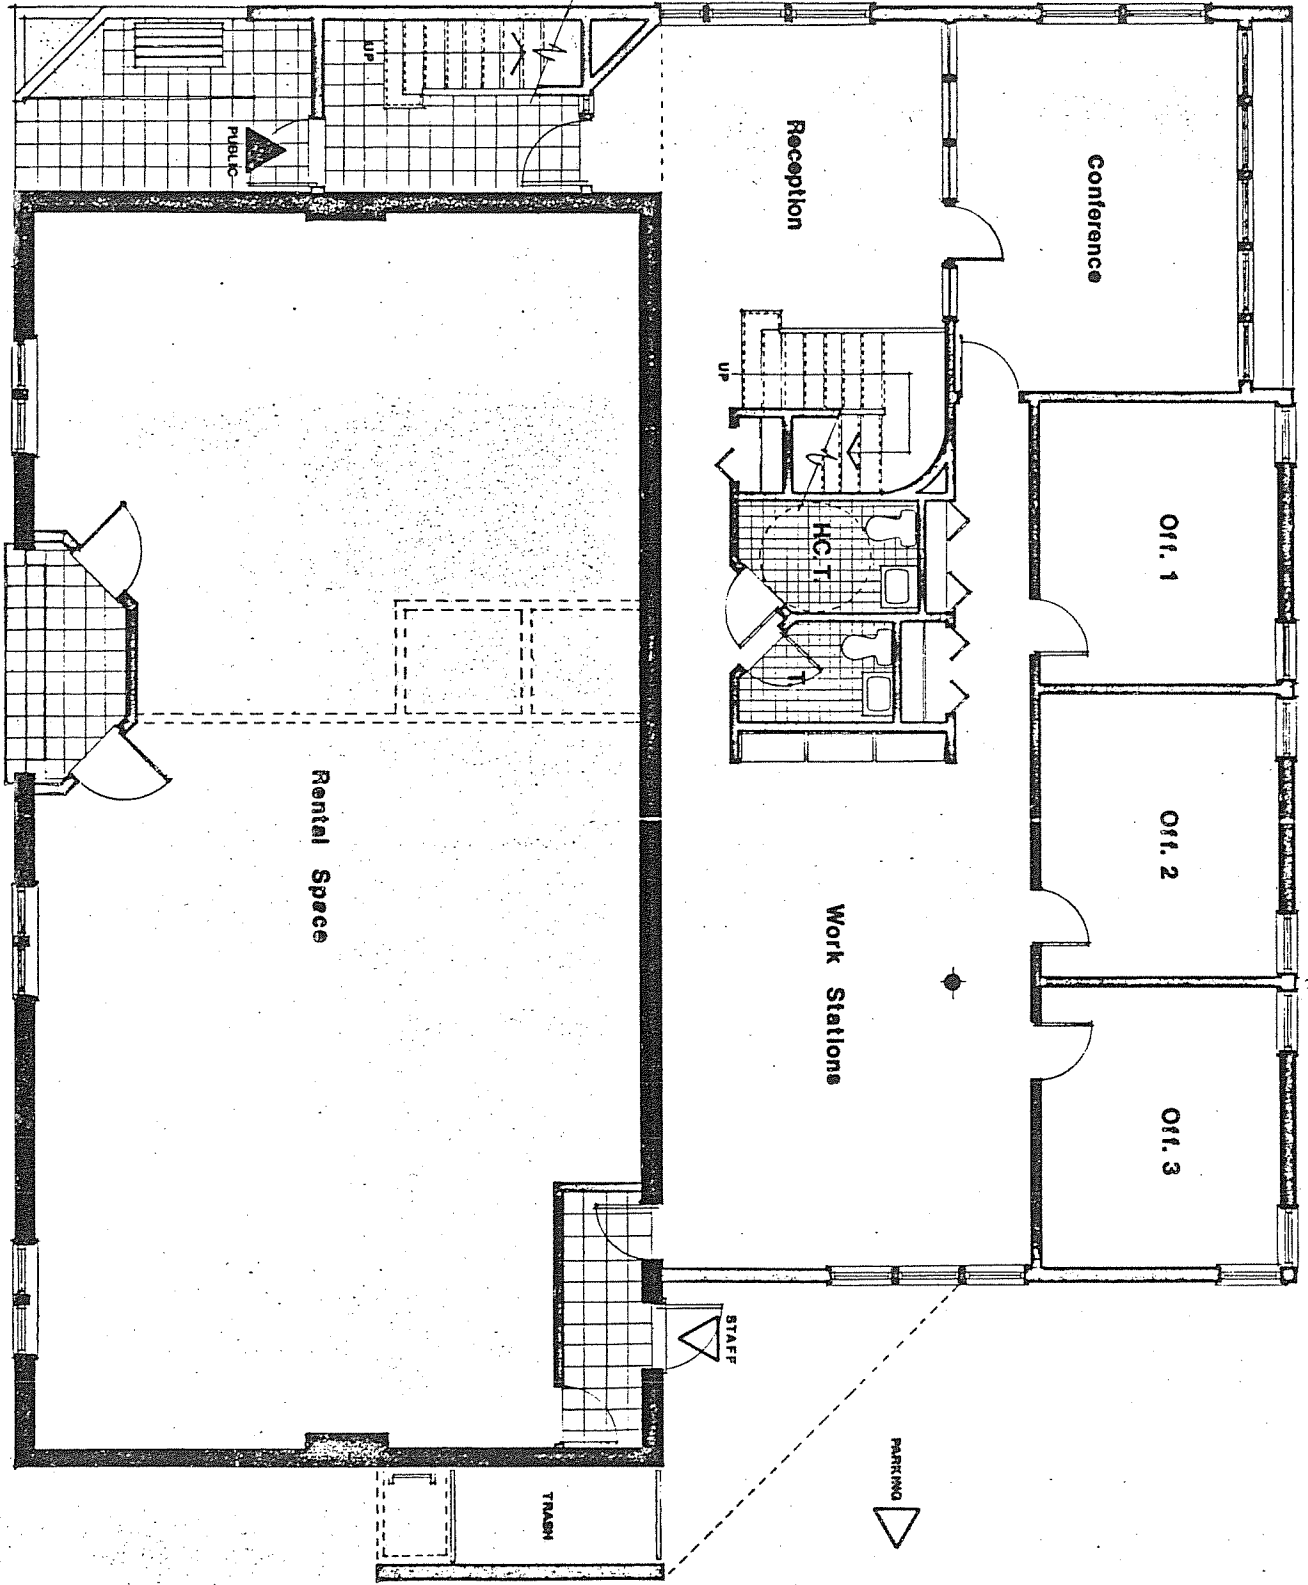 UP
PUBLIC
Reception
Conference
UP
HC. T.
T
Off. 1
Off. 2
Off. 3
Rental Space
Work Stations
STAFF
PARKING
TRASH